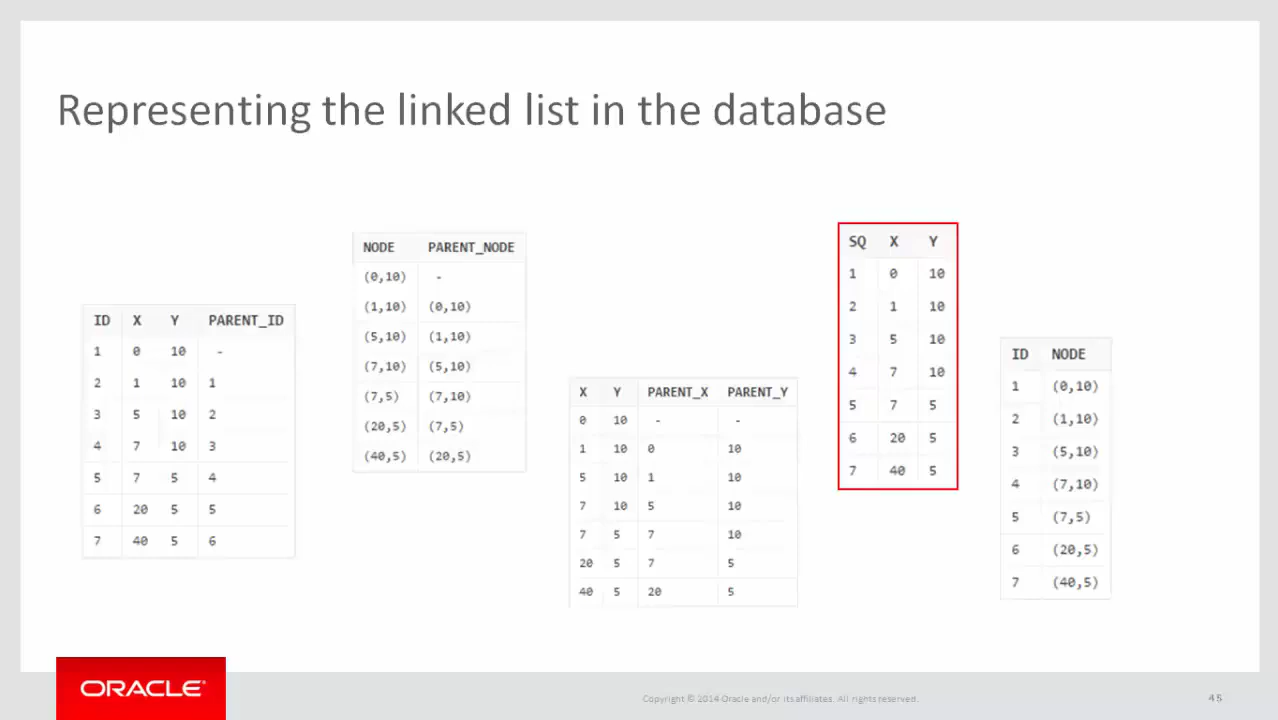 Representing the linked list in the database
ID X Y PARENT_ID
1 0 10 -
2 1 10 1
3 5 10 2
4 7 10 3
5 7 5 4
6 20 5 5
7 40 5 6
NODE PARENT_NODE
(0,10) -
(1,10) (0,10)
(5,10) (1,10)
(7,10) (5,10)
(7,5) (7,10)
(20,5) (7,5)
(40,5) (20,5)
X Y PARENT_X PARENT_Y
0 10 - -
1 10 0 10
5 10 1 10
7 10 5 10
7 5 7 10
20 5 7 5
40 5 20 5
SQ X Y
1 0 10
2 1 10
3 5 10
4 7 10
5 7 5
6 20 5
7 40 5
ID NODE
1 (0,10)
2 (1,10)
3 (5,10)
4 (7,10)
5 (7,5)
6 (20,5)
7 (40,5)
ORACLE®
Copyright © 2014 Oracle and/or its affiliates. All rights reserved.
45